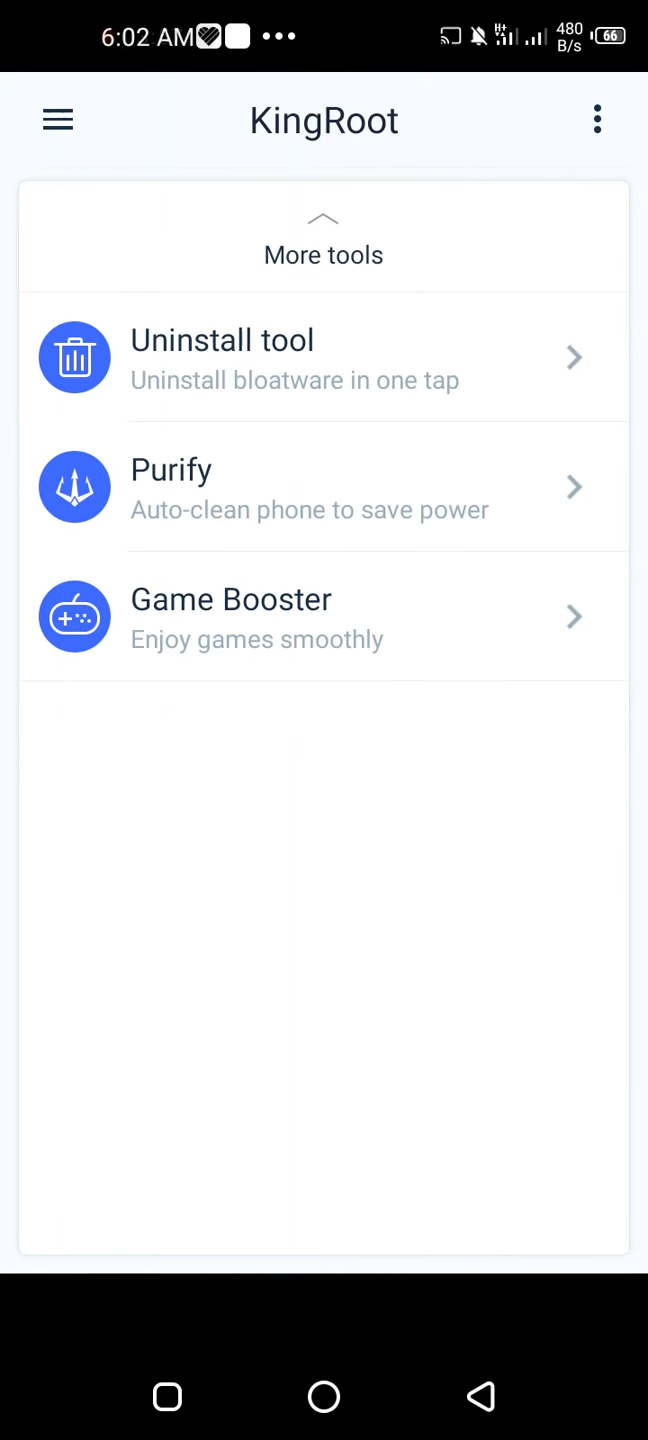 6:02 AM
480
B/s
66
KingRoot
More tools
Uninstall tool
Uninstall bloatware in one tap
Purify
Auto-clean phone to save power
Game Booster
Enjoy games smoothly